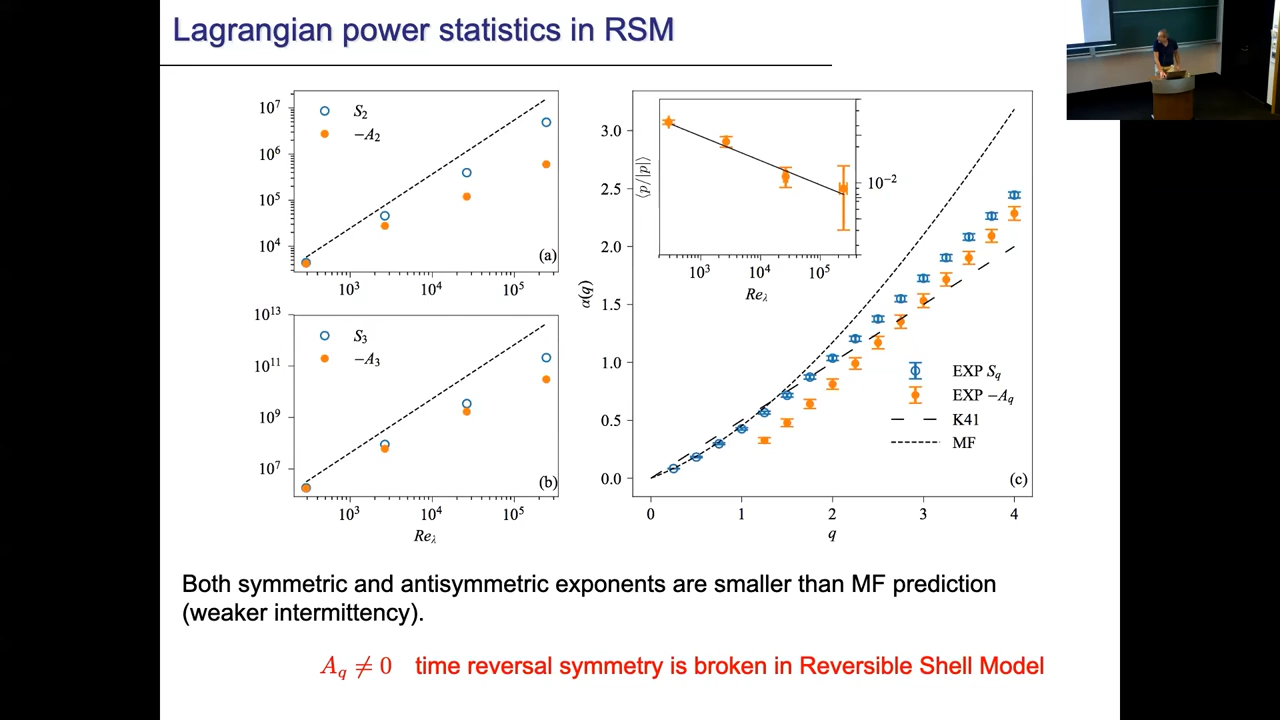 Lagrangian power statistics in RSM
10⁷
10⁶
10⁵
10⁴
S₂
−A₂
(a)
10³ 10⁴ 10⁵
10¹³
10¹¹
10⁹
10⁷
S₃
−A₃
(b)
10³ 10⁴ 10⁵
Re_λ
3.0
2.5
2.0
1.5
1.0
0.5
0.0
α(q)
⟨p/|p|⟩
10⁻²
10³ 10⁴ 10⁵
Re_λ
EXP S_q
EXP −A_q
K41
MF
(c)
0 1 2 3 4
q
Both symmetric and antisymmetric exponents are smaller than MF prediction
(weaker intermittency).
A_q ≠ 0 time reversal symmetry is broken in Reversible Shell Model